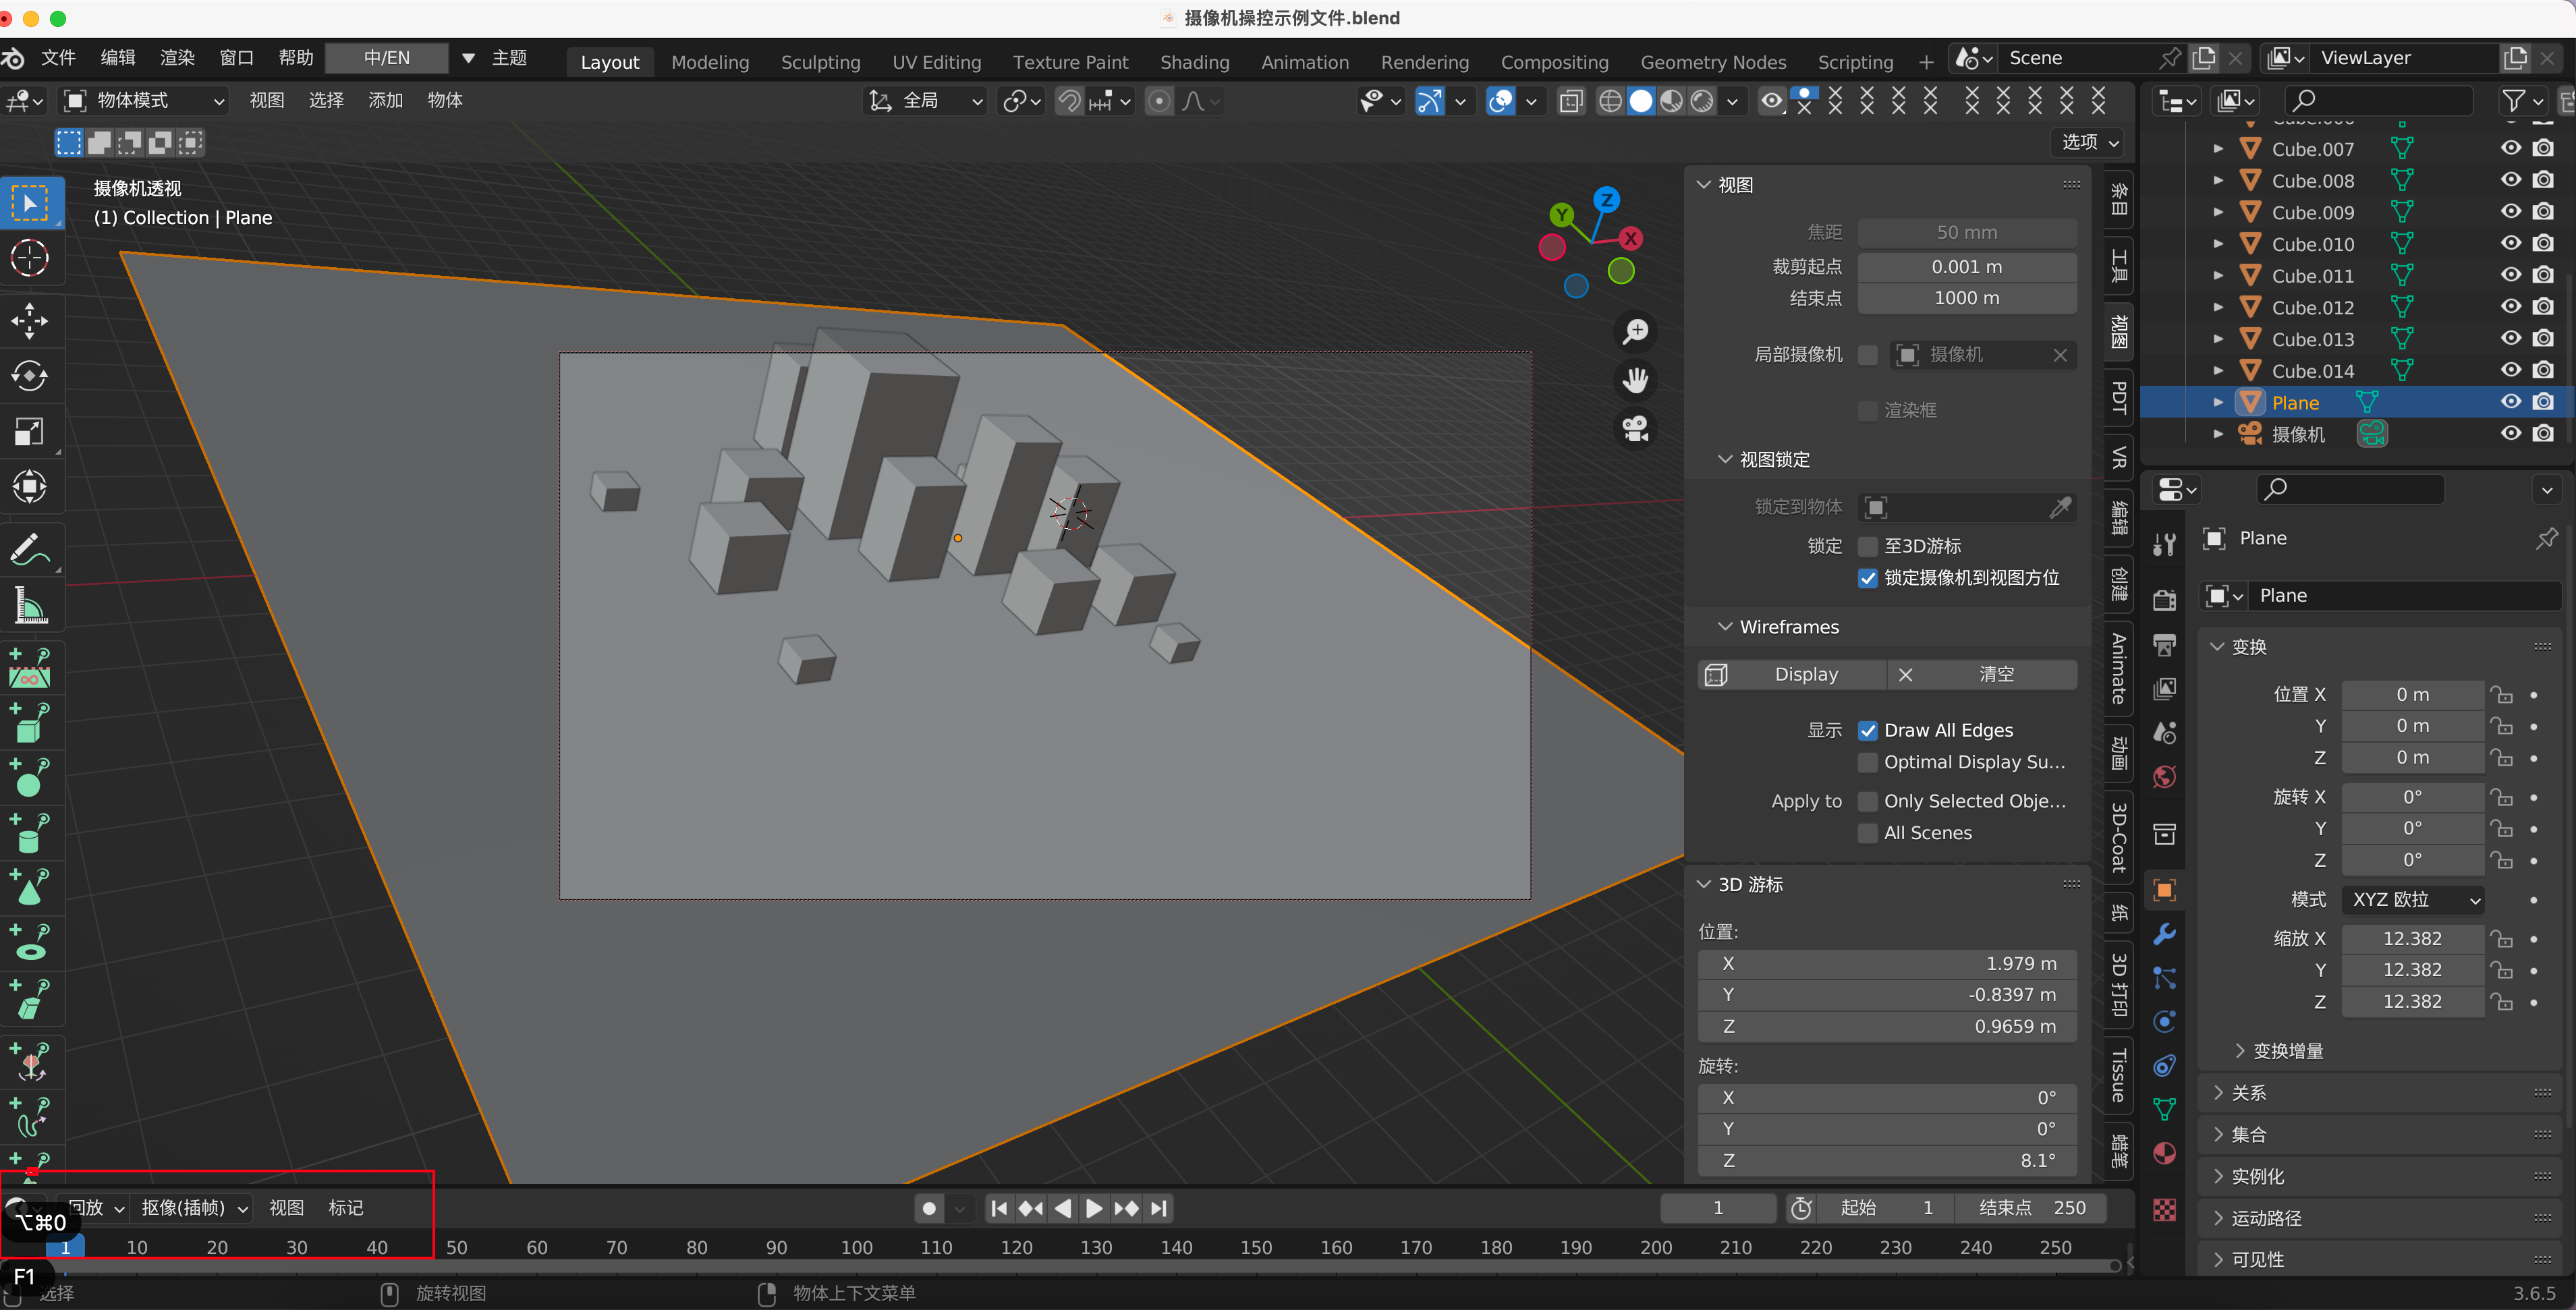 摄像机操控示例文件.blend
文件 编辑 渲染 窗口 帮助 中/EN 主题 Layout Modeling Sculpting UV Editing Texture Paint Shading Animation Rendering Compositing Geometry Nodes Scripting + Scene ViewLayer
物体模式 视图 选择 添加 物体 全局
选项
摄像机透视
(1) Collection | Plane
Z
Y
X
视图
焦距 50 mm
裁剪起点 0.001 m
结束点 1000 m
局部摄像机 摄像机
渲染框
视图锁定
锁定到物体
锁定 至3D游标
锁定摄像机到视图方位
Wireframes
Display 清空
显示 Draw All Edges
Optimal Display Su...
Apply to Only Selected Obje...
All Scenes
3D 游标
位置:
X 1.979 m
Y -0.8397 m
Z 0.9659 m
旋转:
X 0°
Y 0°
Z 8.1°
条目
工具
视图
PDT
VR
编辑
创建
Animate
动画
3D-Coat
纸
3D 打印
Tissue
蜡笔
Cube.007
Cube.008
Cube.009
Cube.010
Cube.011
Cube.012
Cube.013
Cube.014
Plane
摄像机
Plane
Plane
变换
位置 X 0 m
Y 0 m
Z 0 m
旋转 X 0°
Y 0°
Z 0°
模式 XYZ 欧拉
缩放 X 12.382
Y 12.382
Z 12.382
变换增量
关系
集合
实例化
运动路径
可见性
回放 抠像(插帧) 视图 标记 1 起始 1 结束点 250
⌥⌘0
1 10 20 30 40 50 60 70 80 90 100 110 120 130 140 150 160 170 180 190 200 210 220 230 240 250
F1
选择 旋转视图 物体上下文菜单 3.6.5